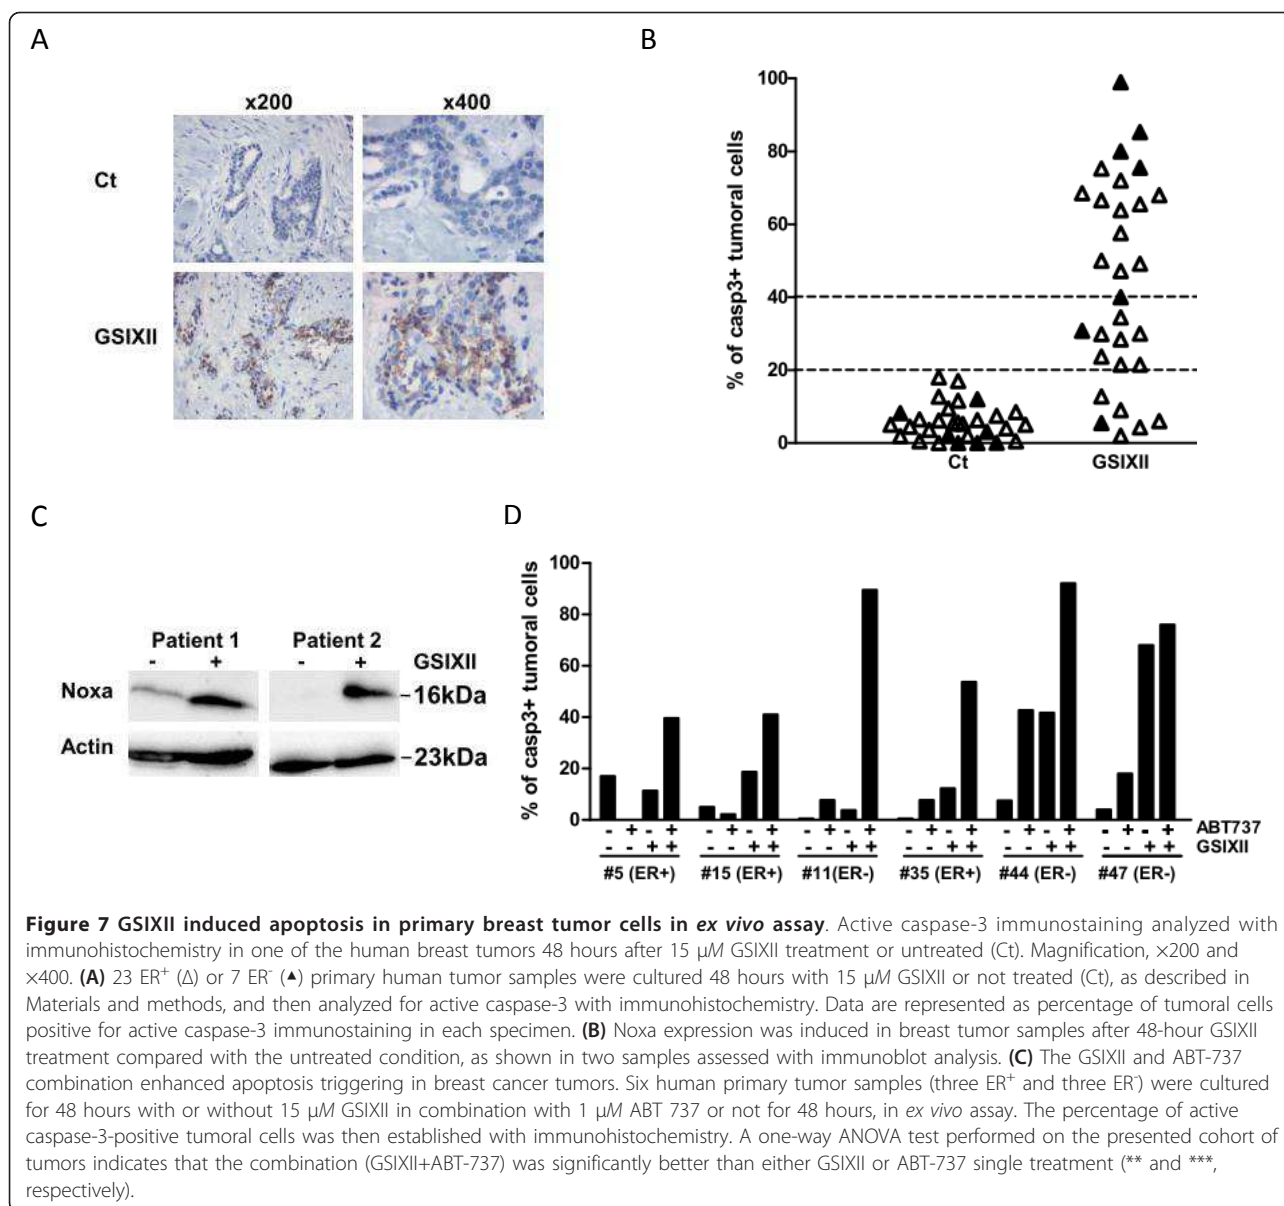 A
B
x200
x400
Ct
GSIXII
% of casp3+ tumoral cells
100
80
60
40
20
0
Ct
GSIXII
C
D
Patient 1
Patient 2
-
+
-
+
GSIXII
Noxa
-16kDa
Actin
-23kDa
% of casp3+ tumoral cells
100
80
60
40
20
0
- + - + - + - + - + - + - + - + - + - + - + - + ABT737
- - + + - - + + - - + + - - + + - - + + - - + + GSIXII
#5 (ER+) #15 (ER+) #11(ER-) #35 (ER+) #44 (ER-) #47 (ER-)
Figure 7 GSIXII induced apoptosis in primary breast tumor cells in ex vivo assay. Active caspase-3 immunostaining analyzed with
immunohistochemistry in one of the human breast tumors 48 hours after 15 μM GSIXII treatment or untreated (Ct). Magnification, ×200 and
×400. (A) 23 ER⁺ (Δ) or 7 ER⁻ (▲) primary human tumor samples were cultured 48 hours with 15 μM GSIXII or not treated (Ct), as described in
Materials and methods, and then analyzed for active caspase-3 with immunohistochemistry. Data are represented as percentage of tumoral cells
positive for active caspase-3 immunostaining in each specimen. (B) Noxa expression was induced in breast tumor samples after 48-hour GSIXII
treatment compared with the untreated condition, as shown in two samples assessed with immunoblot analysis. (C) The GSIXII and ABT-737
combination enhanced apoptosis triggering in breast cancer tumors. Six human primary tumor samples (three ER⁺ and three ER⁻) were cultured
for 48 hours with or without 15 μM GSIXII in combination with 1 μM ABT 737 or not for 48 hours, in ex vivo assay. The percentage of active
caspase-3-positive tumoral cells was then established with immunohistochemistry. A one-way ANOVA test performed on the presented cohort of
tumors indicates that the combination (GSIXII+ABT-737) was significantly better than either GSIXII or ABT-737 single treatment (** and ***,
respectively).